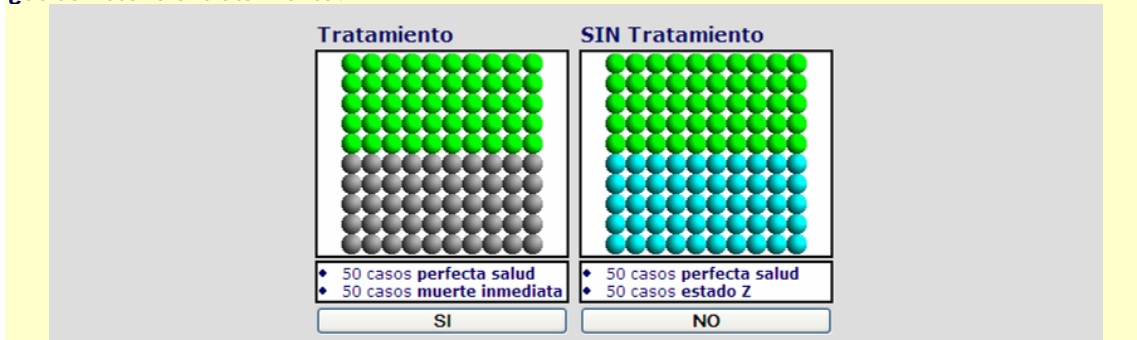 Tratamiento
SIN Tratamiento
50 casos perfecta salud
50 casos muerte inmediata
50 casos perfecta salud
50 casos estado Z
SI
NO